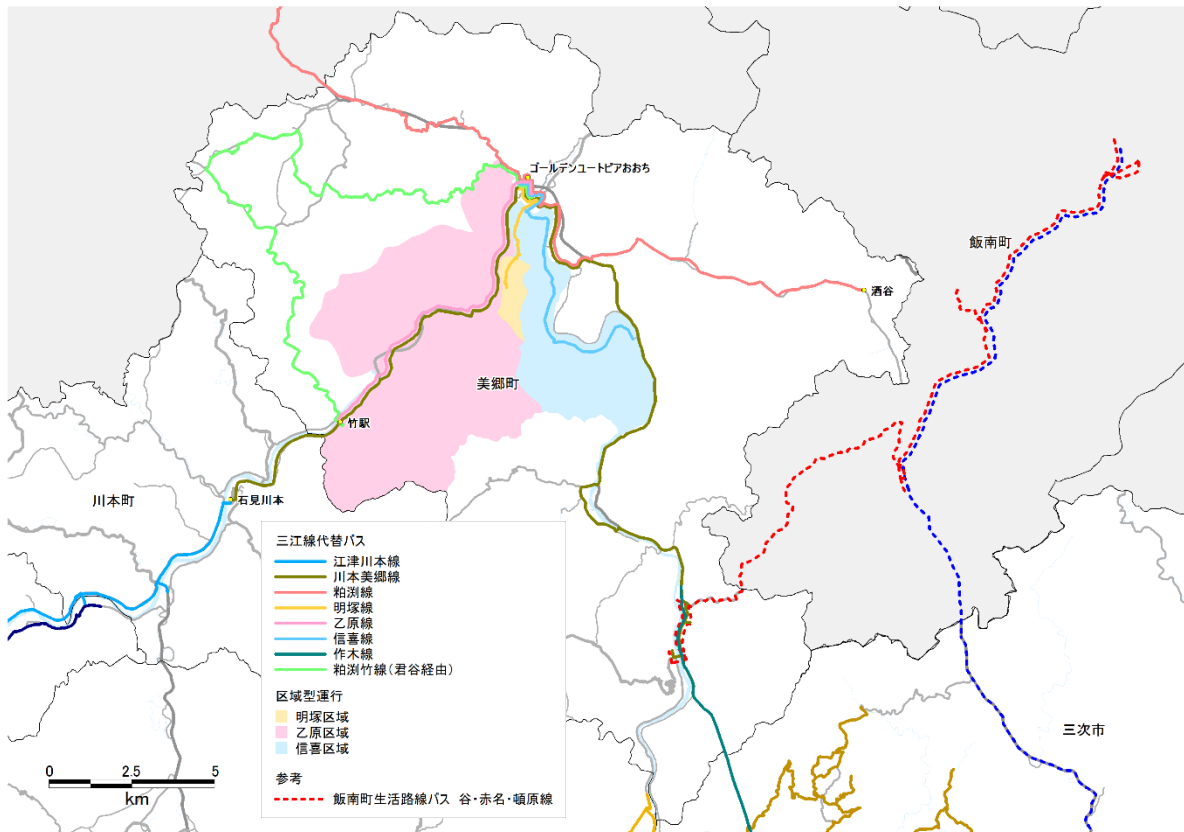 ゴールデンユートピアおおち
飯南町
酒谷
美郷町
竹駅
川本町
石見川本
三江線代替バス
江津川本線
川本美郷線
粕渕線
明塚線
乙原線
信喜線
作木線
粕渕竹線(君谷経由)
区域型運行
明塚区域
乙原区域
信喜区域
参考
飯南町生活路線バス 谷・赤名・頓原線
三次市
0 2.5 5
km